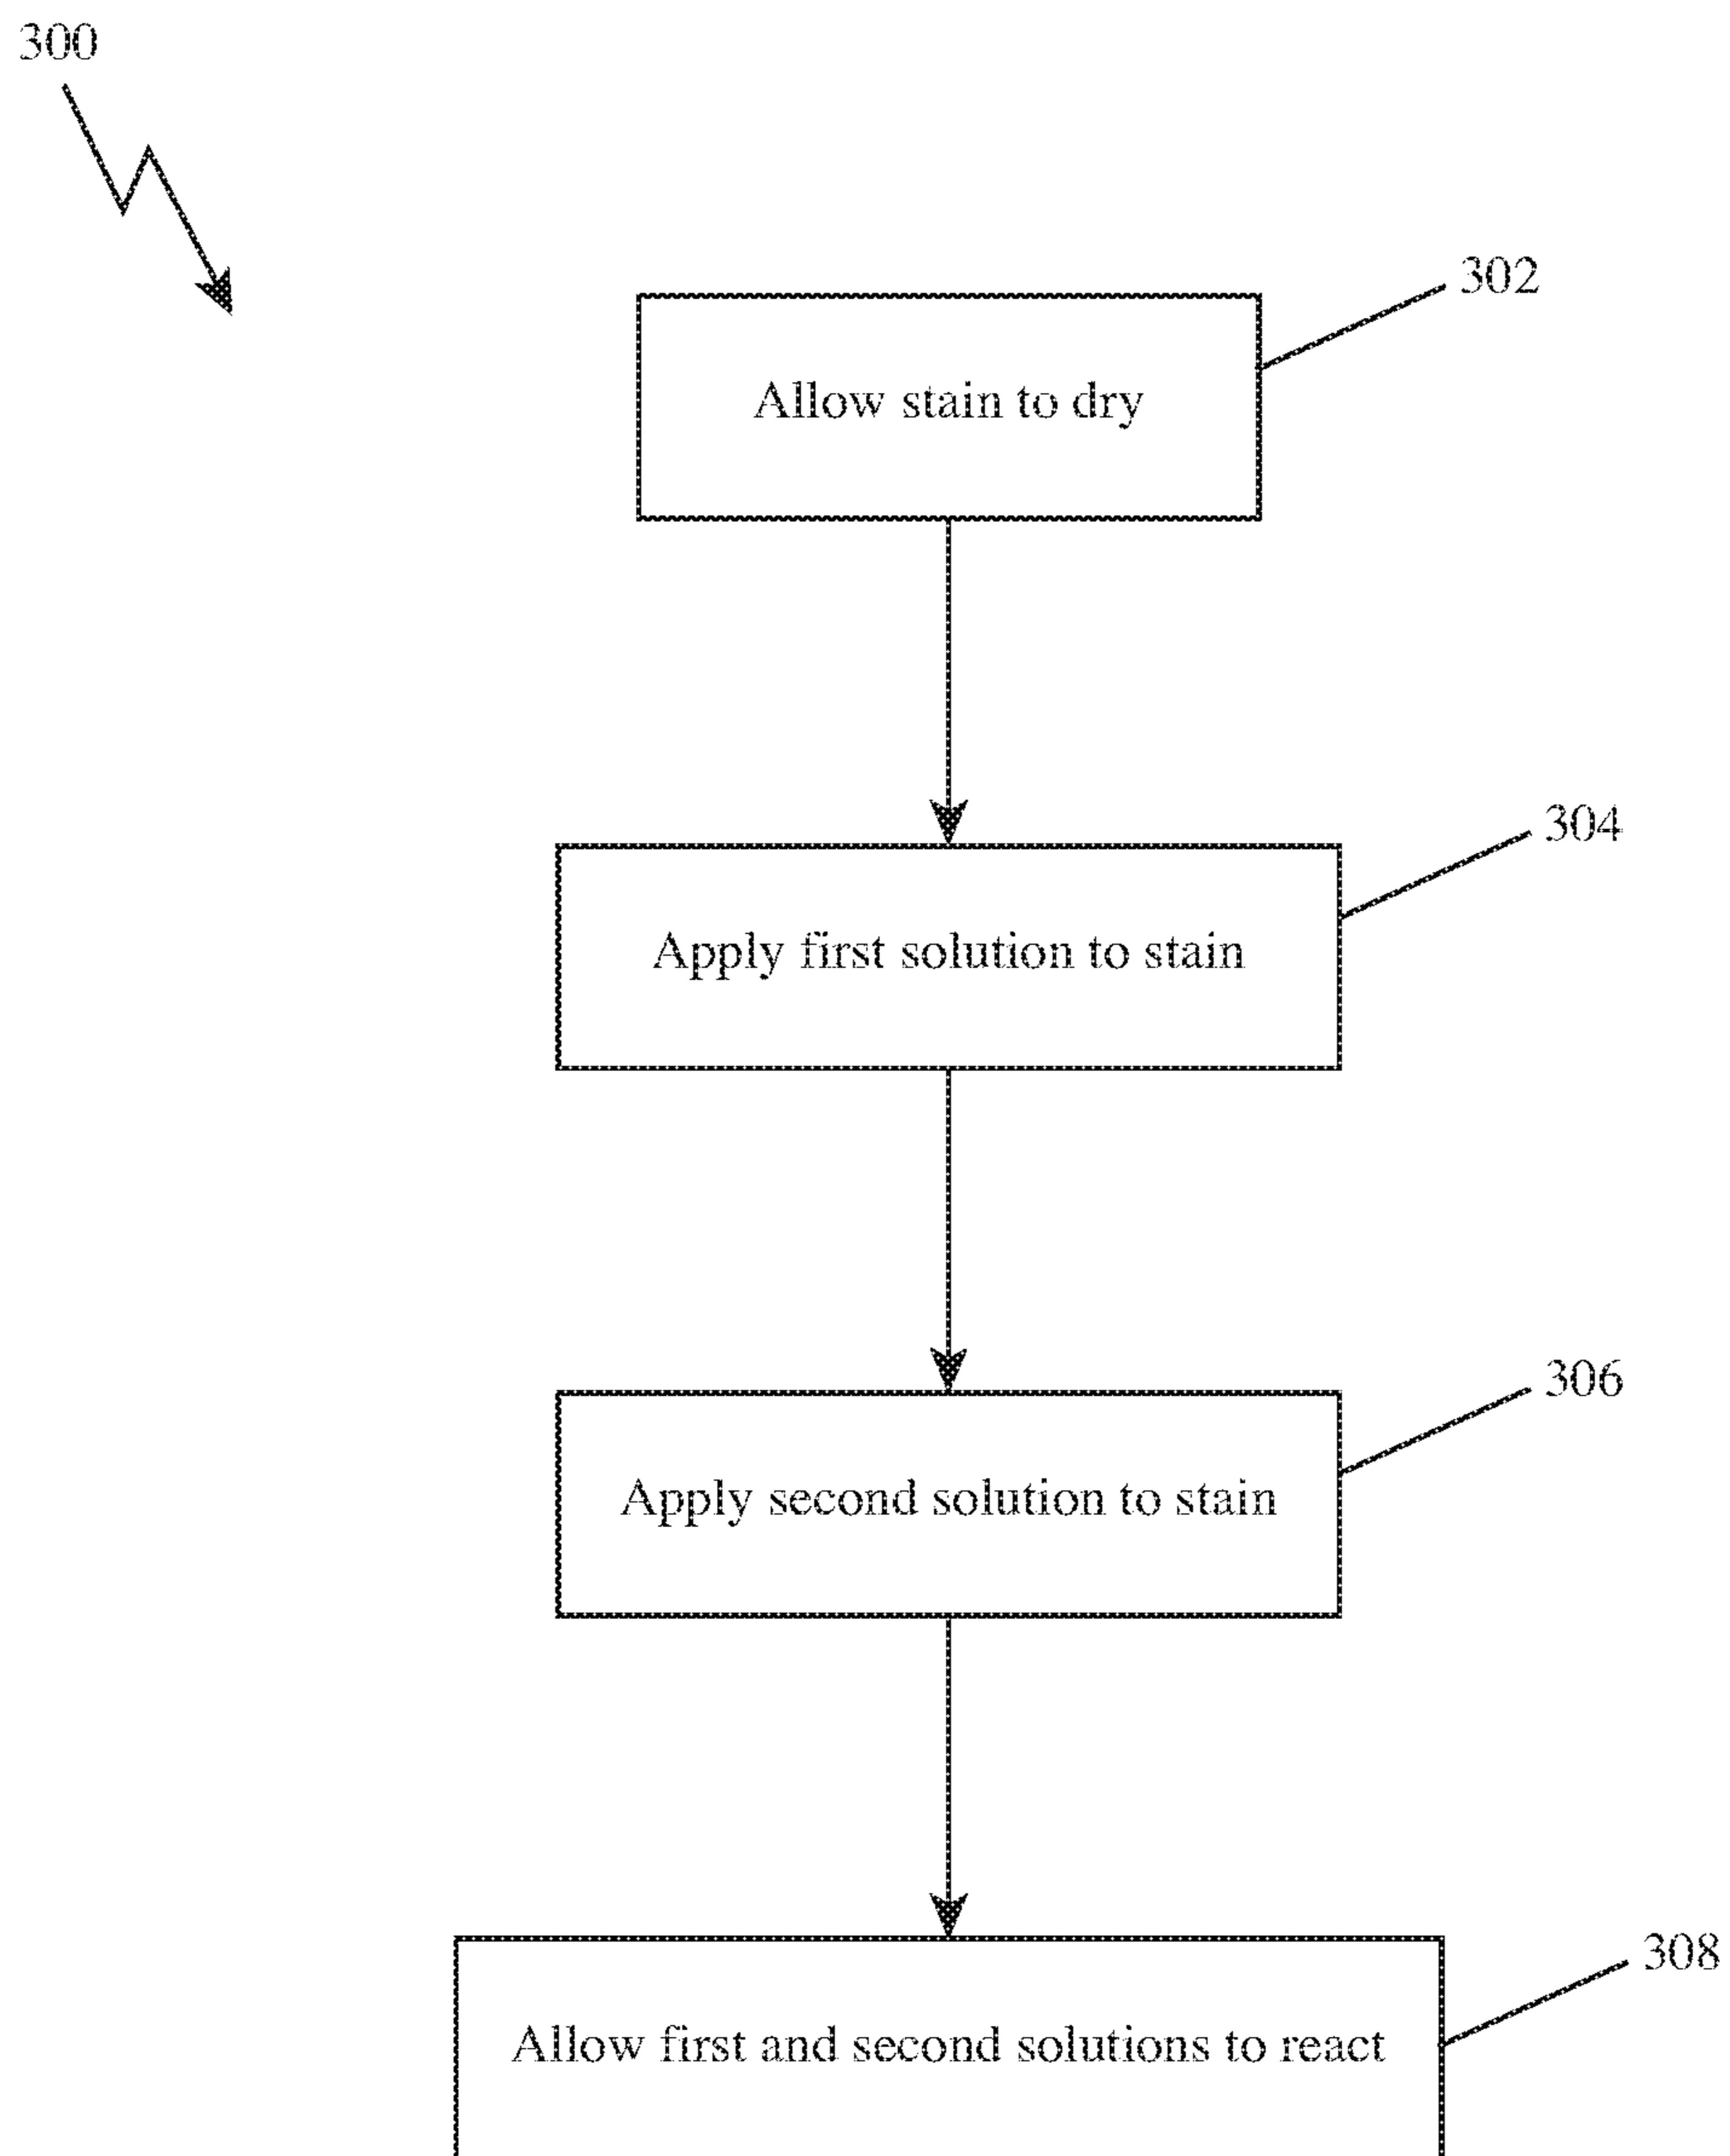 300
302
Allow stain to dry
304
Apply first solution to stain
306
Apply second solution to stain
308
Allow first and second solutions to react